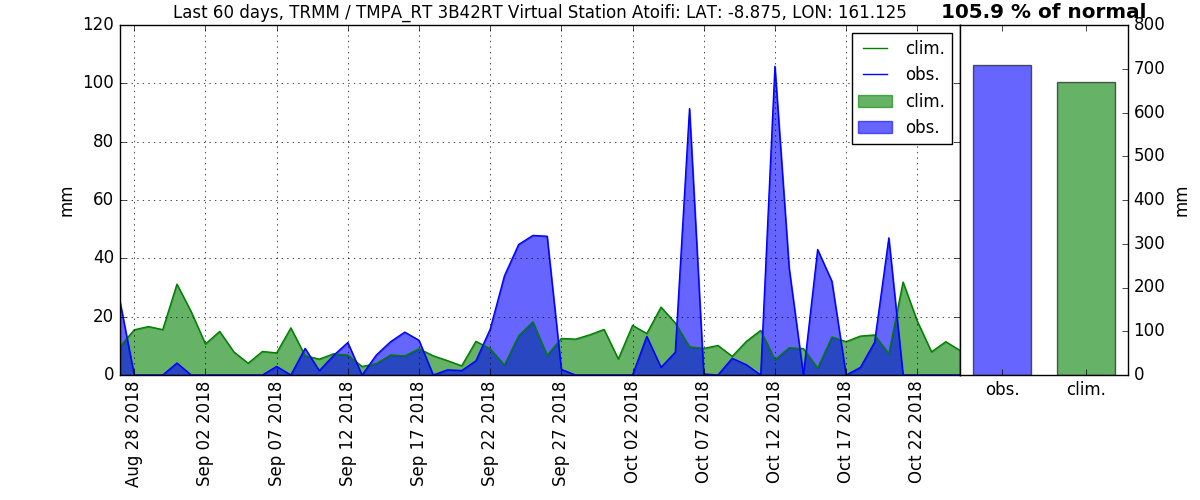 Last 60 days, TRMM / TMPA_RT 3B42RT Virtual Station Atoifi: LAT: -8.875, LON: 161.125
105.9 % of normal
120
100
80
60
40
20
0
mm
clim.
obs.
clim.
obs.
800
700
600
500
400
300
200
100
0
mm
obs.
clim.
Aug 28 2018
Sep 02 2018
Sep 07 2018
Sep 12 2018
Sep 17 2018
Sep 22 2018
Sep 27 2018
Oct 02 2018
Oct 07 2018
Oct 12 2018
Oct 17 2018
Oct 22 2018